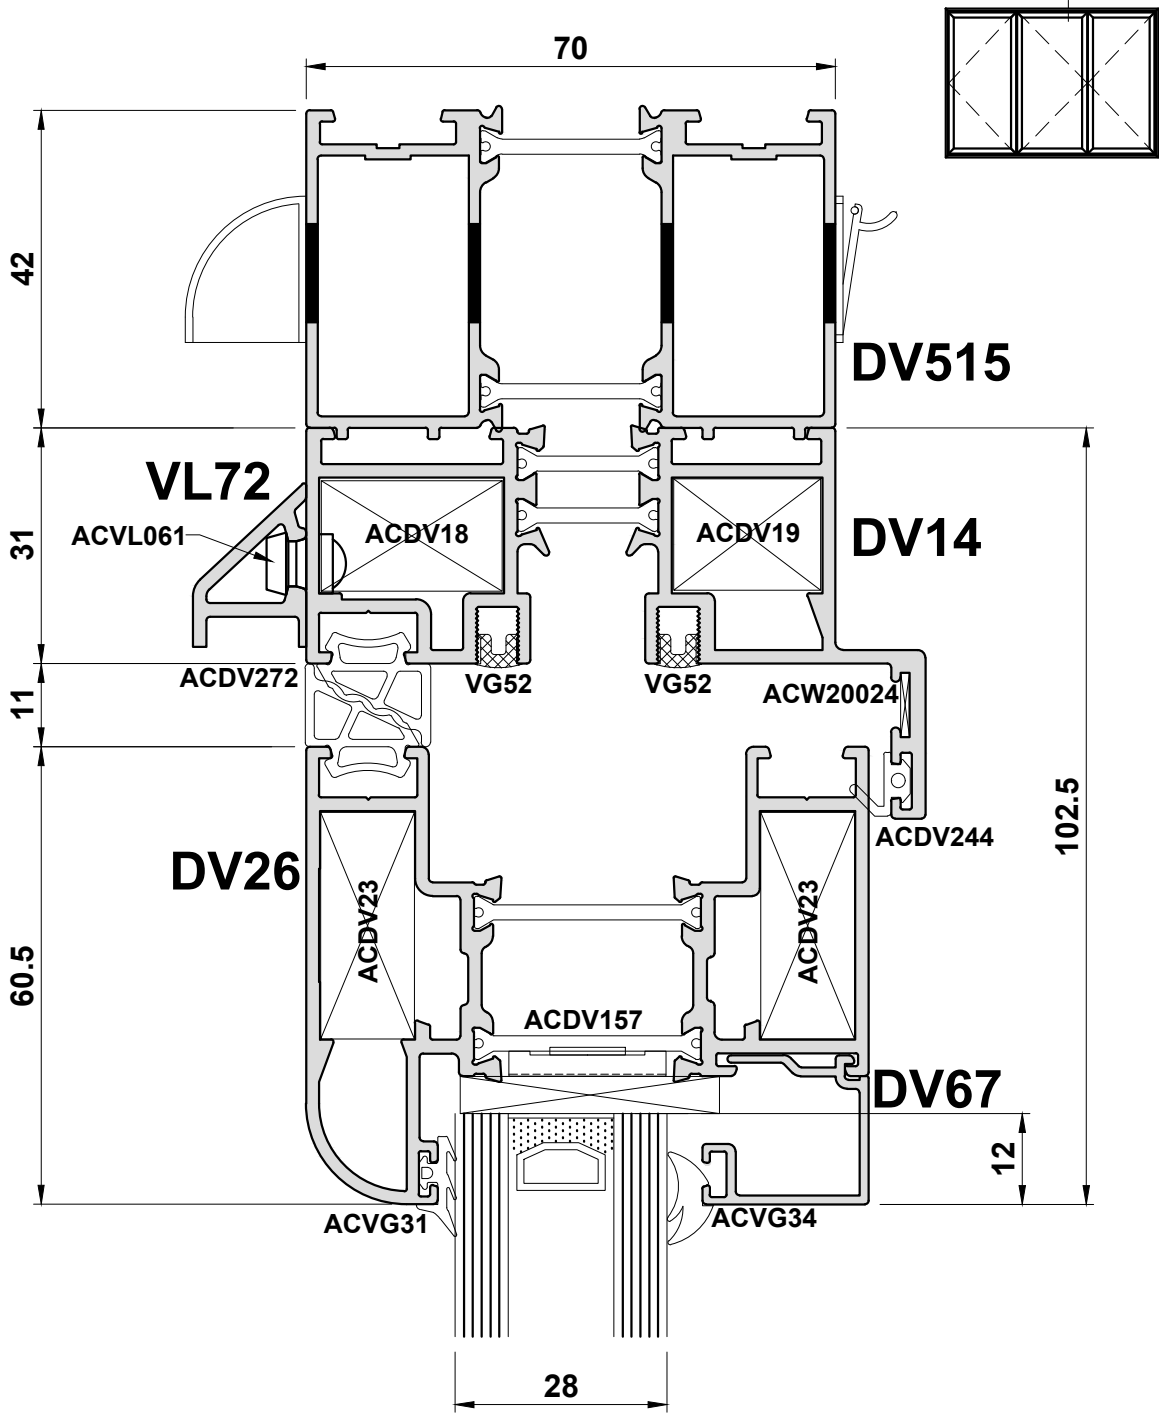 70
42
DV515
VL72
ACVL061
ACDV18
ACDV19
DV14
31
ACDV272
VG52
VG52
ACW20024
11
102.5
ACDV244
DV26
ACDV23
ACDV23
60.5
ACDV157
DV67
12
ACVG31
ACVG34
28